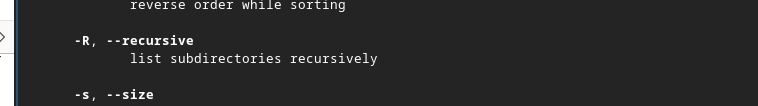 reverse order while sorting
-R, --recursive
list subdirectories recursively
-s, --size